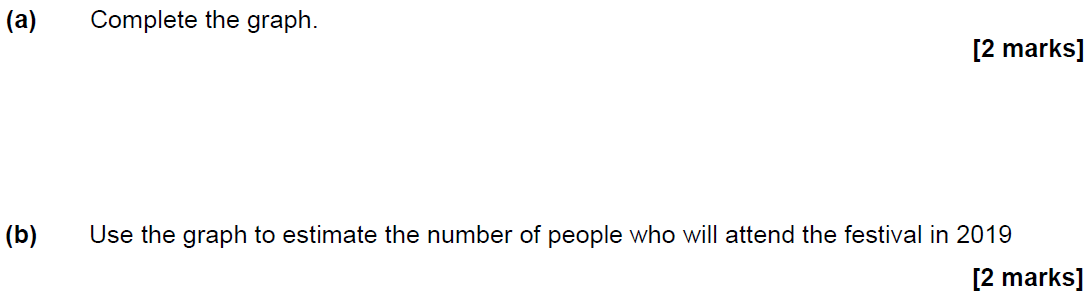 (a) Complete the graph.
[2 marks]
(b) Use the graph to estimate the number of people who will attend the festival in 2019
[2 marks]